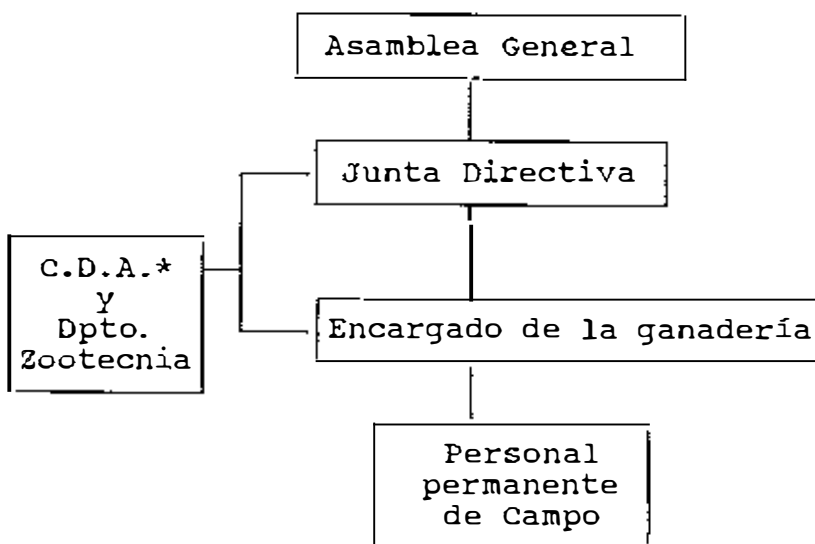 Asamblea General
Junta Directiva
C.D.A.*
y
Dpto.
Zootecnia
Encargado de la ganadería
Personal
permanente
de Campo